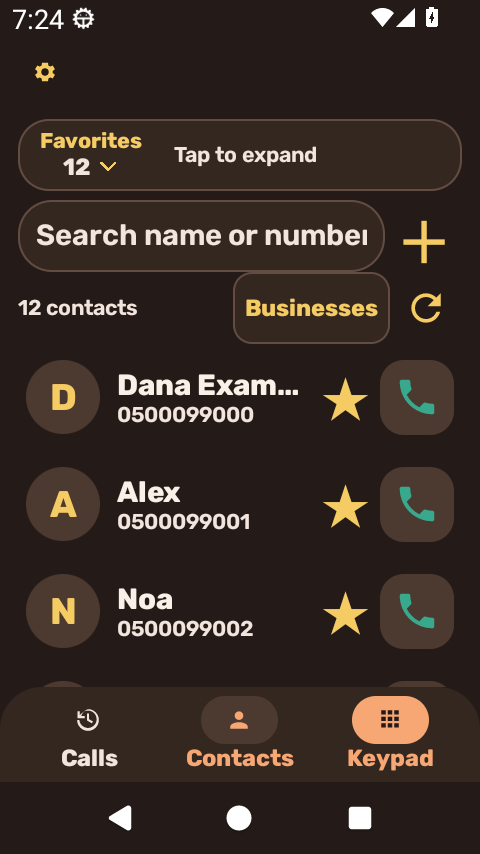 7:24
Favorites
12
Tap to expand
Search name or number
12 contacts
Businesses
D
Dana Exam...
0500099000
A
Alex
0500099001
N
Noa
0500099002
Calls
Contacts
Keypad